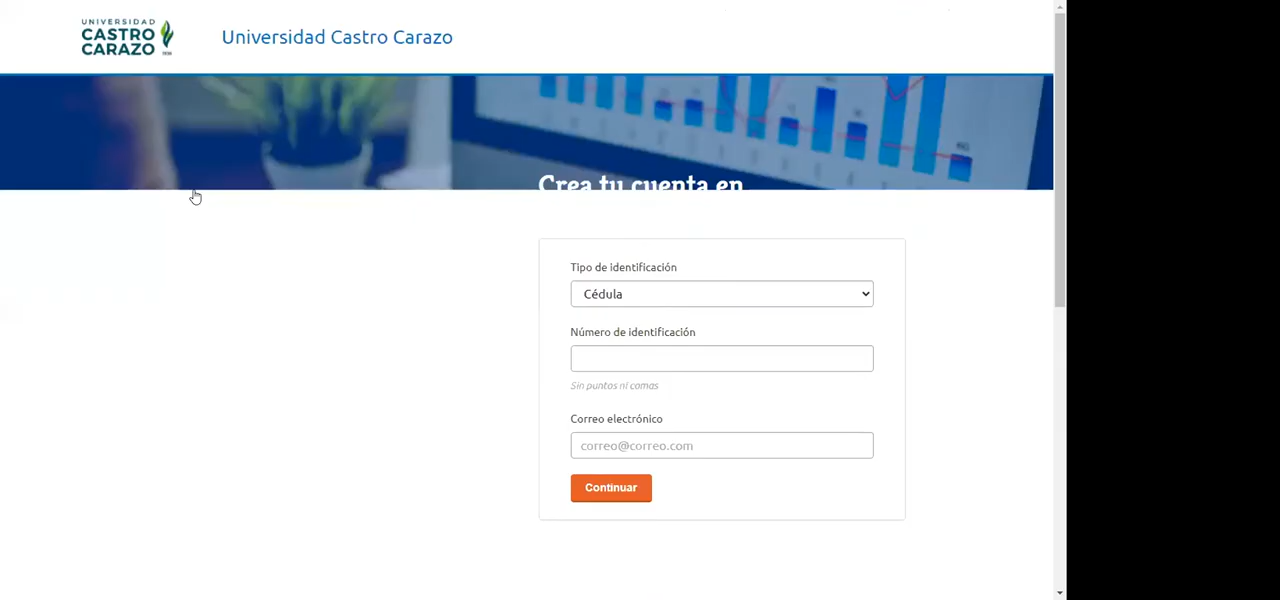 UNIVERSIDAD
CASTRO
CARAZO
Universidad Castro Carazo
Crea tu cuenta en
Tipo de identificación
Cédula
Número de identificación
Sin puntos ni comas
Correo electrónico
correo@correo.com
Continuar